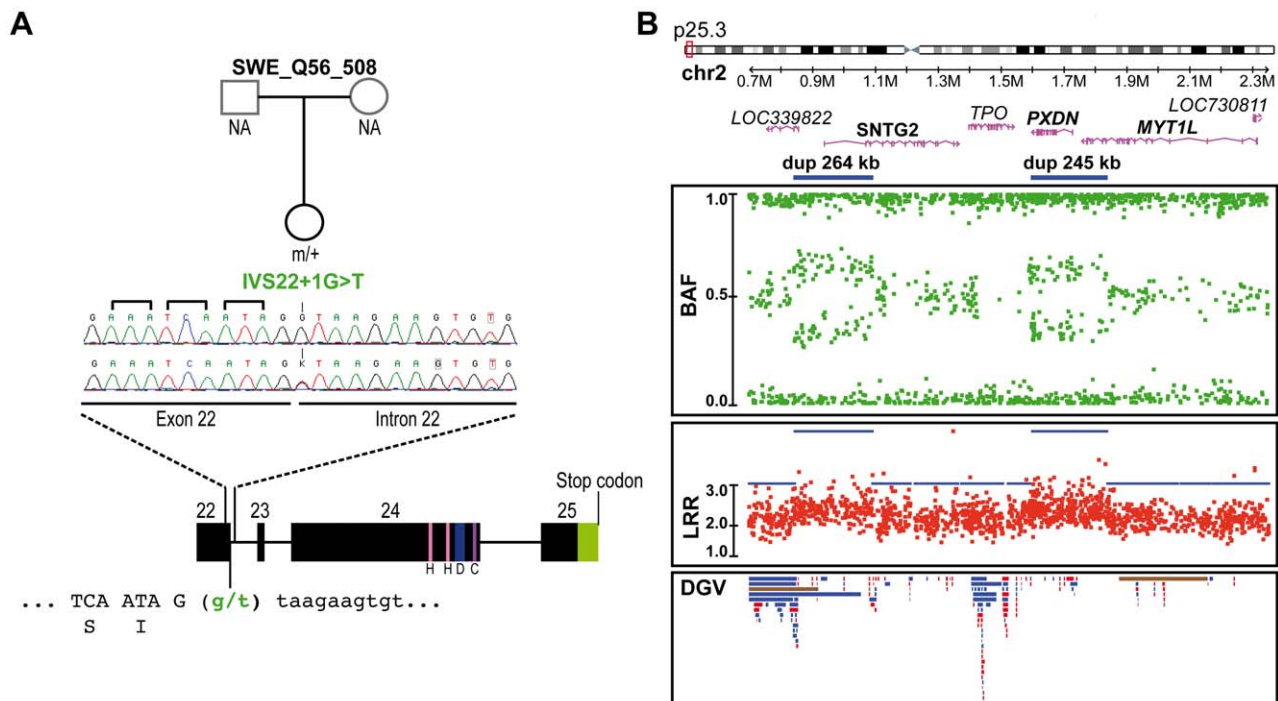 A
SWE_Q56_508
NA NA
m/+
IVS22+1G>T
G A A A T C A A T A G G T A A G A A G T G T G
G A A A T C A A T A G K T A A G A A G T G T G
Exon 22 Intron 22
Stop codon
22 23 24 25
H H D C
... TCA ATA G (g/t) taagaagtgt...
S I
B
p25.3
chr2
0.7M 0.9M 1.1M 1.3M 1.5M 1.7M 1.9M 2.1M 2.3M
LOC730811
LOC339822 TPO PXDN
SNTG2 MYT1L
dup 264 kb dup 245 kb
1.0
BAF
0.5
0.0
LRR
3.0
2.0
1.0
DGV